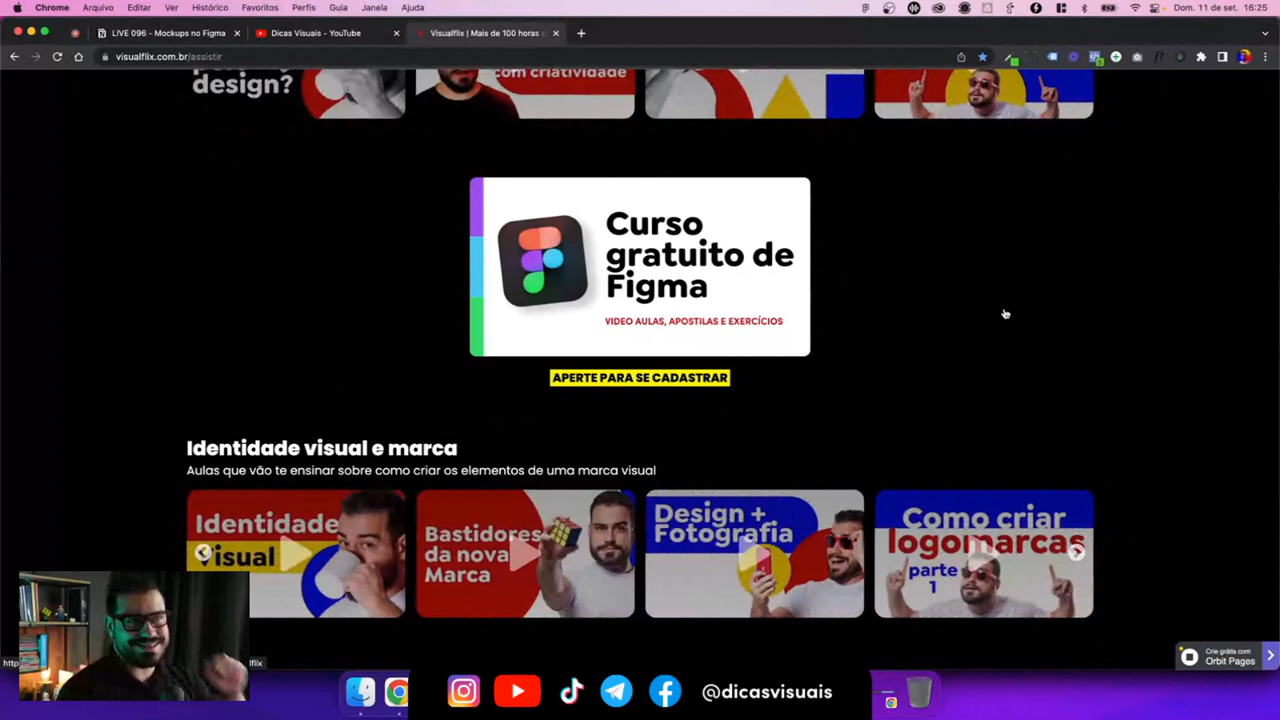 Chrome Arquivo Editar Ver Histórico Favoritos Perfis Guia Janela Ajuda
Dom. 11 de set. 16:25
LIVE 096 - Mockups no Figma
Dicas Visuais - YouTube
Visualflix | Mais de 100 horas
visualflix.com.br/assistir
design?
com criatividade
Curso
gratuito de
Figma
VIDEO AULAS, APOSTILAS E EXERCÍCIOS
APERTE PARA SE CADASTRAR
Identidade visual e marca
Aulas que vão te ensinar sobre como criar os elementos de uma marca visual
Identidade
Visual
Bastidores
da nova
Marca
Design +
Fotografia
Como criar
logomarcas
parte
1
Crie grátis com
Orbit Pages
@dicasvisuais